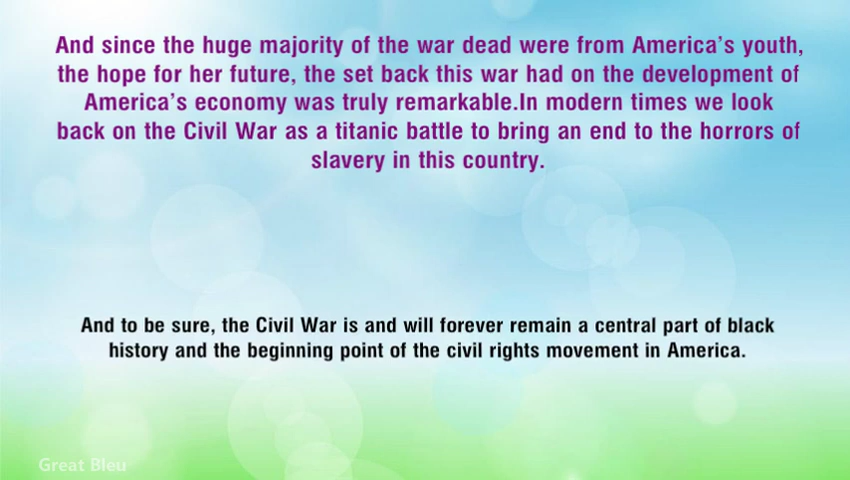 And since the huge majority of the war dead were from America's youth,
the hope for her future, the set back this war had on the development of
America's economy was truly remarkable.In modern times we look
back on the Civil War as a titanic battle to bring an end to the horrors of
slavery in this country.
And to be sure, the Civil War is and will forever remain a central part of black
history and the beginning point of the civil rights movement in America.
Great Bleu